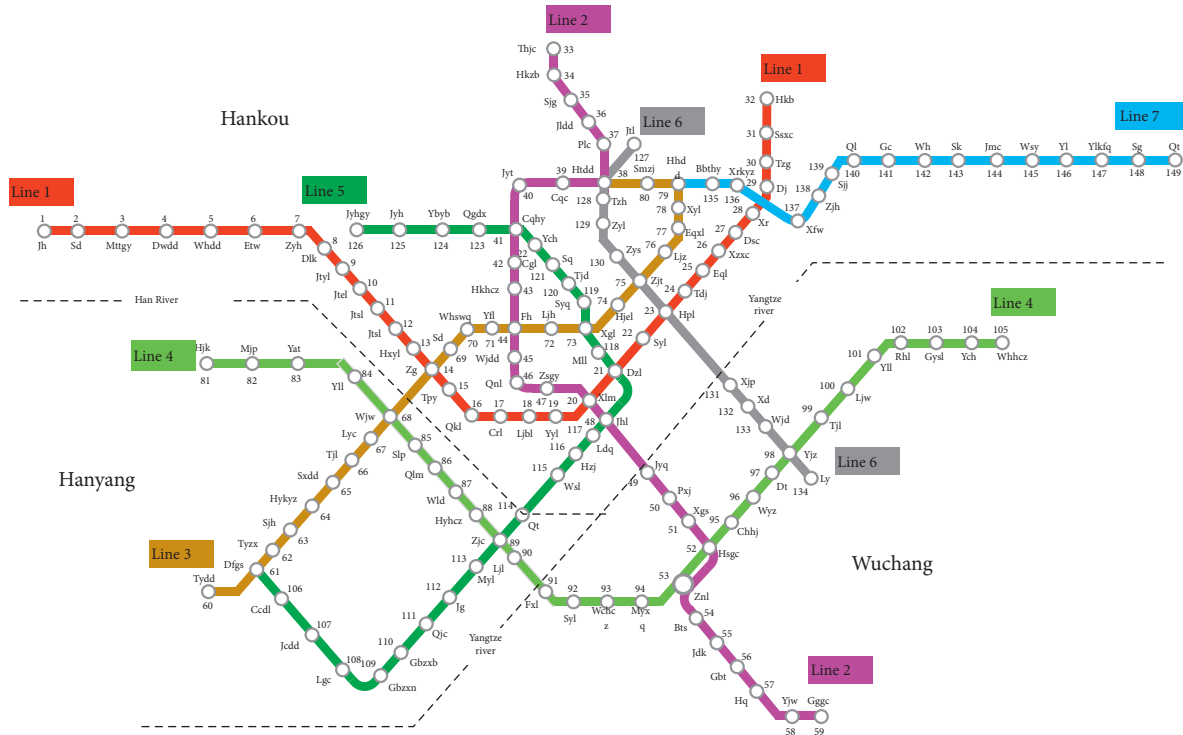 Line 2
Thjc 33
Hkzb 34
Sjg 35
Jldd 36
Plc 37
Line 1
32 Hkb
31 Ssxc
30 Tzg
29 Dj
Hankou
Line 6
Jtl
127
Line 7
Htdd
38
39
Cqc
Jyt
40
Smzj
80
Hhd
79
Bbthy
135
Xrkyz
136
137
Xfw
138
Zjh
139
Sjj
Ql Gc Wh Sk Jmc Wsy Yl Ylkfq Sg Qt
140 141 142 143 144 145 146 147 148 149
Line 1
1 2 3 4 5 6 7
Jh Sd Mttgy Dwdd Whdd Etw Zyh
8
Dlk
9
Jtyl
10
Jtel
11
Jtsl
12
Jtsl
13
Hxyl
14
Zg
15
Tpy
16
Qkl
17
Crl
18
Ljbl
19
Yyl
20
Xlm
21
Dzl
22
Syl
23
Hpl
24
Tdj
25
Eql
26
Xzxc
27
Dsc
28
Xr
Line 5
Jyhgy Jyh Ybyb Qgdx
126 125 124 123
Cqhy
41
22
Ych
42
Cgl
121
Sq
120
Tjd
119
Syq
Hkhcz
43
128
Tzh
129
Zyl
130
Zys
78
Xyl
77
Eqxl
76
Ljz
75
Zjt
74
Hjel
73
Xgl
118
Mll
Han River
Yangtze
river
Line 4
Hjk Mjp Yat
81 82 83
84
Yll
Whswq
70
Yfl
71
Fh
44
Ljh
72
Sd
69
Wjdd
45
Qnl
46
Zsgy
47
48
Jhl
117
Ldq
116
Hzj
115
Wsl
114
Qt
Wjw
68
Lyc
67
Tjl
66
Sxdd
65
Hykyz
64
Sjh
63
Tyzx
62
Dfgs
61
Line 3
Tydd
60
Hanyang
85
Slp
86
Qlm
87
Wld
88
Hyhcz
Zjc
89
Ljl
90
113
Myl
112
Jg
111
Qjc
110
Gbzxb
109
Gbzxn
108
Lgc
107
Jcdd
106
Ccdl
91
Fxl
92
Syl
93
Wchc
z
94
Myx
q
Yangtze
river
Jyq
49
Pxj
50
Xgs
51
52
Hsgc
53
Znl
54
Bts
55
Jdk
56
Gbt
57
Hq
Line 2
Yjw Gggc
58 59
Wuchang
95
Chhj
96
Wyz
97
Dt
98
Yjz
99
Tjl
100
Ljw
101
Yll
Line 4
102 103 104 105
Rhl Gysl Ych Whhcz
Xjp
131
Xd
132
Wjd
133
Ly
134
Line 6